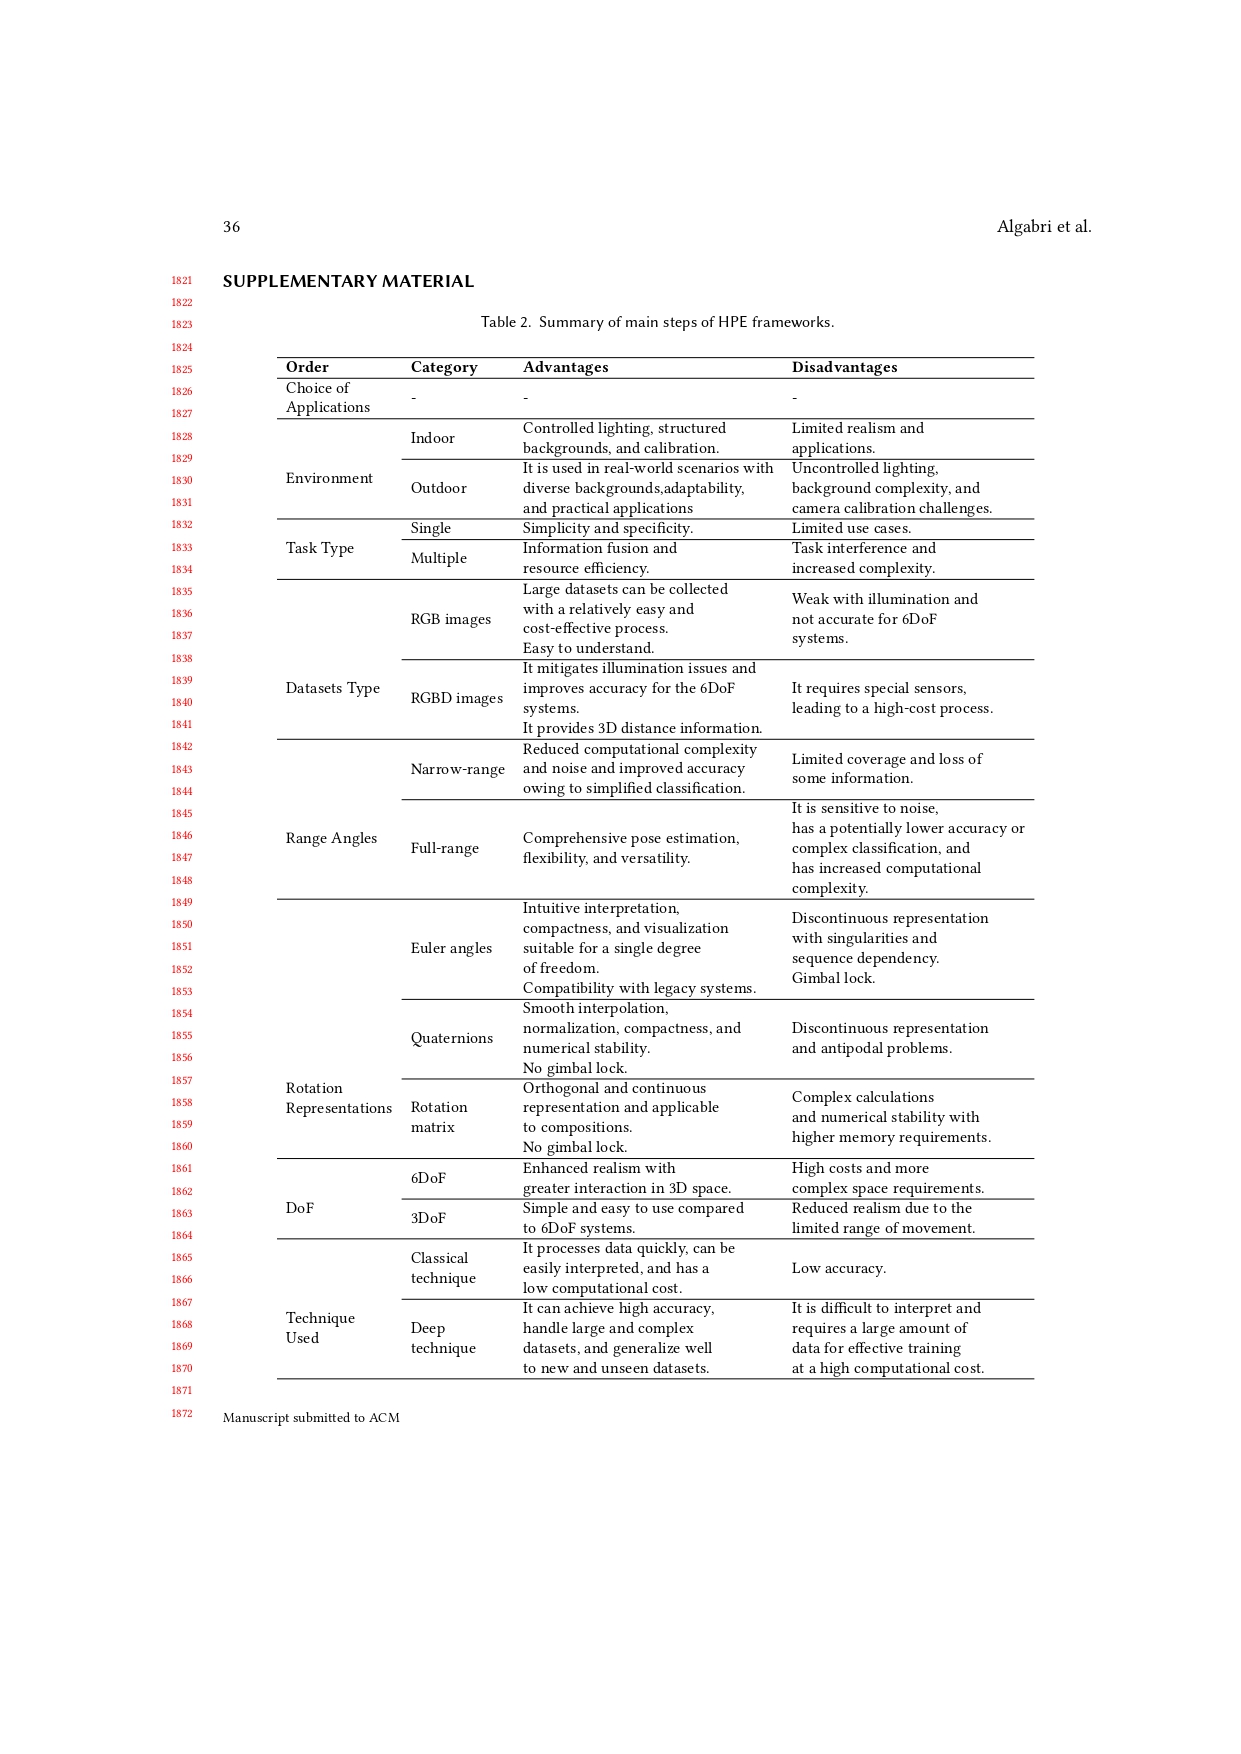 36
Algabri et al.
1821
SUPPLEMENTARY MATERIAL
1822
1823
Table 2. Summary of main steps of HPE frameworks.
1824
1825
Order Category Advantages Disadvantages
1826
Choice of
Applications
- - -
1827
1828
Indoor
Controlled lighting, structured
backgrounds, and calibration.
Limited realism and
applications.
1829
1830
Environment
Outdoor
It is used in real-world scenarios with
diverse backgrounds,adaptability,
and practical applications
Uncontrolled lighting,
background complexity, and
camera calibration challenges.
1831
1832
Task Type
Single
Simplicity and specificity.
Limited use cases.
1833
Multiple
Information fusion and
resource efficiency.
Task interference and
increased complexity.
1834
1835
Datasets Type
RGB images
Large datasets can be collected
with a relatively easy and
cost-effective process.
Easy to understand.
Weak with illumination and
not accurate for 6DoF
systems.
1836
1837
1838
1839
RGBD images
It mitigates illumination issues and
improves accuracy for the 6DoF
systems.
It provides 3D distance information.
It requires special sensors,
leading to a high-cost process.
1840
1841
1842
Range Angles
Narrow-range
Reduced computational complexity
and noise and improved accuracy
owing to simplified classification.
Limited coverage and loss of
some information.
1843
1844
1845
Full-range
Comprehensive pose estimation,
flexibility, and versatility.
It is sensitive to noise,
has a potentially lower accuracy or
complex classification, and
has increased computational
complexity.
1846
1847
1848
1849
Rotation
Representations
Euler angles
Intuitive interpretation,
compactness, and visualization
suitable for a single degree
of freedom.
Compatibility with legacy systems.
Discontinuous representation
with singularities and
sequence dependency.
Gimbal lock.
1850
1851
1852
1853
1854
Quaternions
Smooth interpolation,
normalization, compactness, and
numerical stability.
No gimbal lock.
Discontinuous representation
and antipodal problems.
1855
1856
1857
1858
Rotation
matrix
Orthogonal and continuous
representation and applicable
to compositions.
No gimbal lock.
Complex calculations
and numerical stability with
higher memory requirements.
1859
1860
1861
DoF
6DoF
Enhanced realism with
greater interaction in 3D space.
High costs and more
complex space requirements.
1862
1863
3DoF
Simple and easy to use compared
to 6DoF systems.
Reduced realism due to the
limited range of movement.
1864
1865
Technique
Used
Classical
technique
It processes data quickly, can be
easily interpreted, and has a
low computational cost.
Low accuracy.
1866
1867
1868
Deep
technique
It can achieve high accuracy,
handle large and complex
datasets, and generalize well
to new and unseen datasets.
It is difficult to interpret and
requires a large amount of
data for effective training
at a high computational cost.
1869
1870
1871
1872
Manuscript submitted to ACM